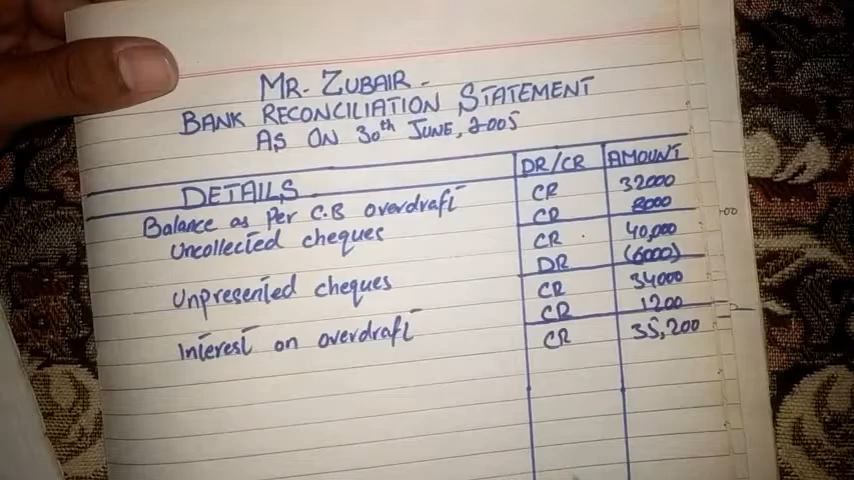 MR. ZUBAIR.
BANK RECONCILIATION STATEMENT
AS ON 30th JUNE, 2005
DETAILS DR/CR AMOUNT
Balance as Per C.B overdraft CR 32000
Uncollected cheques CR 8000
CR 40,000
Unpresented cheques DR (6000)
CR 34000
Interest on overdraft CR 1200
CR 35,200